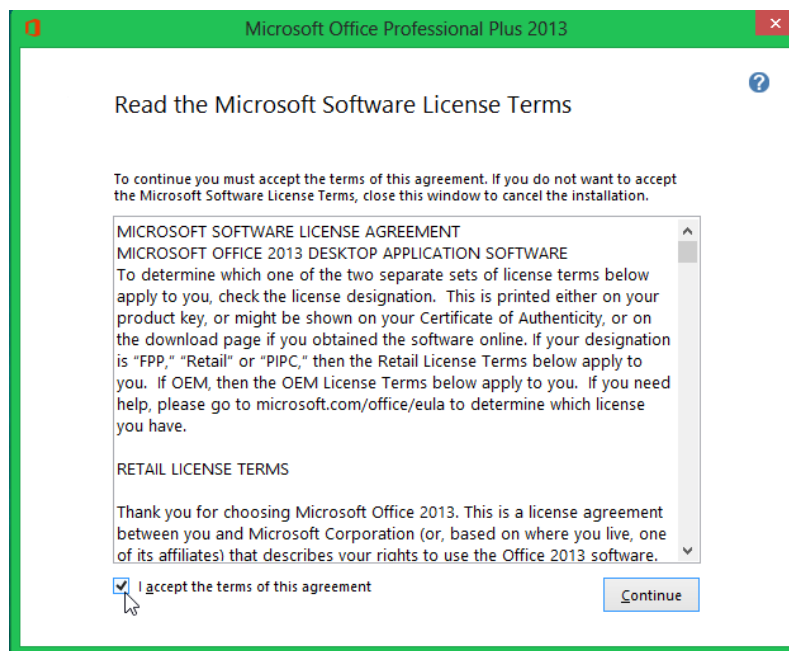 Microsoft Office Professional Plus 2013
Read the Microsoft Software License Terms
To continue you must accept the terms of this agreement. If you do not want to accept
the Microsoft Software License Terms, close this window to cancel the installation.
MICROSOFT SOFTWARE LICENSE AGREEMENT
MICROSOFT OFFICE 2013 DESKTOP APPLICATION SOFTWARE
To determine which one of the two separate sets of license terms below
apply to you, check the license designation.  This is printed either on your
product key, or might be shown on your Certificate of Authenticity, or on
the download page if you obtained the software online. If your designation
is “FPP,” “Retail” or “PIPC,” then the Retail License Terms below apply to
you.  If OEM, then the OEM License Terms below apply to you.  If you need
help, please go to microsoft.com/office/eula to determine which license
you have.
RETAIL LICENSE TERMS
Thank you for choosing Microsoft Office 2013. This is a license agreement
between you and Microsoft Corporation (or, based on where you live, one
of its affiliates) that describes your rights to use the Office 2013 software.
I accept the terms of this agreement
Continue